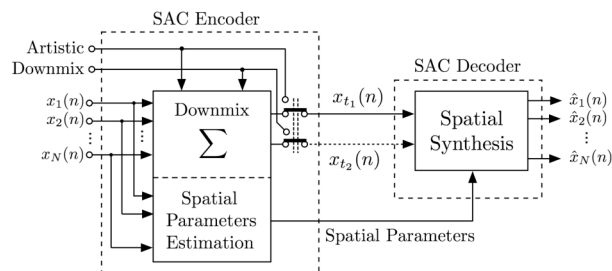 SAC Encoder
Artistic
Downmix
x_1(n)
x_2(n)
⋮
x_N(n)
⋮
Downmix
∑
Spatial
Parameters
Estimation
x_{t_1}(n)
x_{t_2}(n)
Spatial Parameters
SAC Decoder
Spatial
Synthesis
x̂_1(n)
x̂_2(n)
⋮
x̂_N(n)